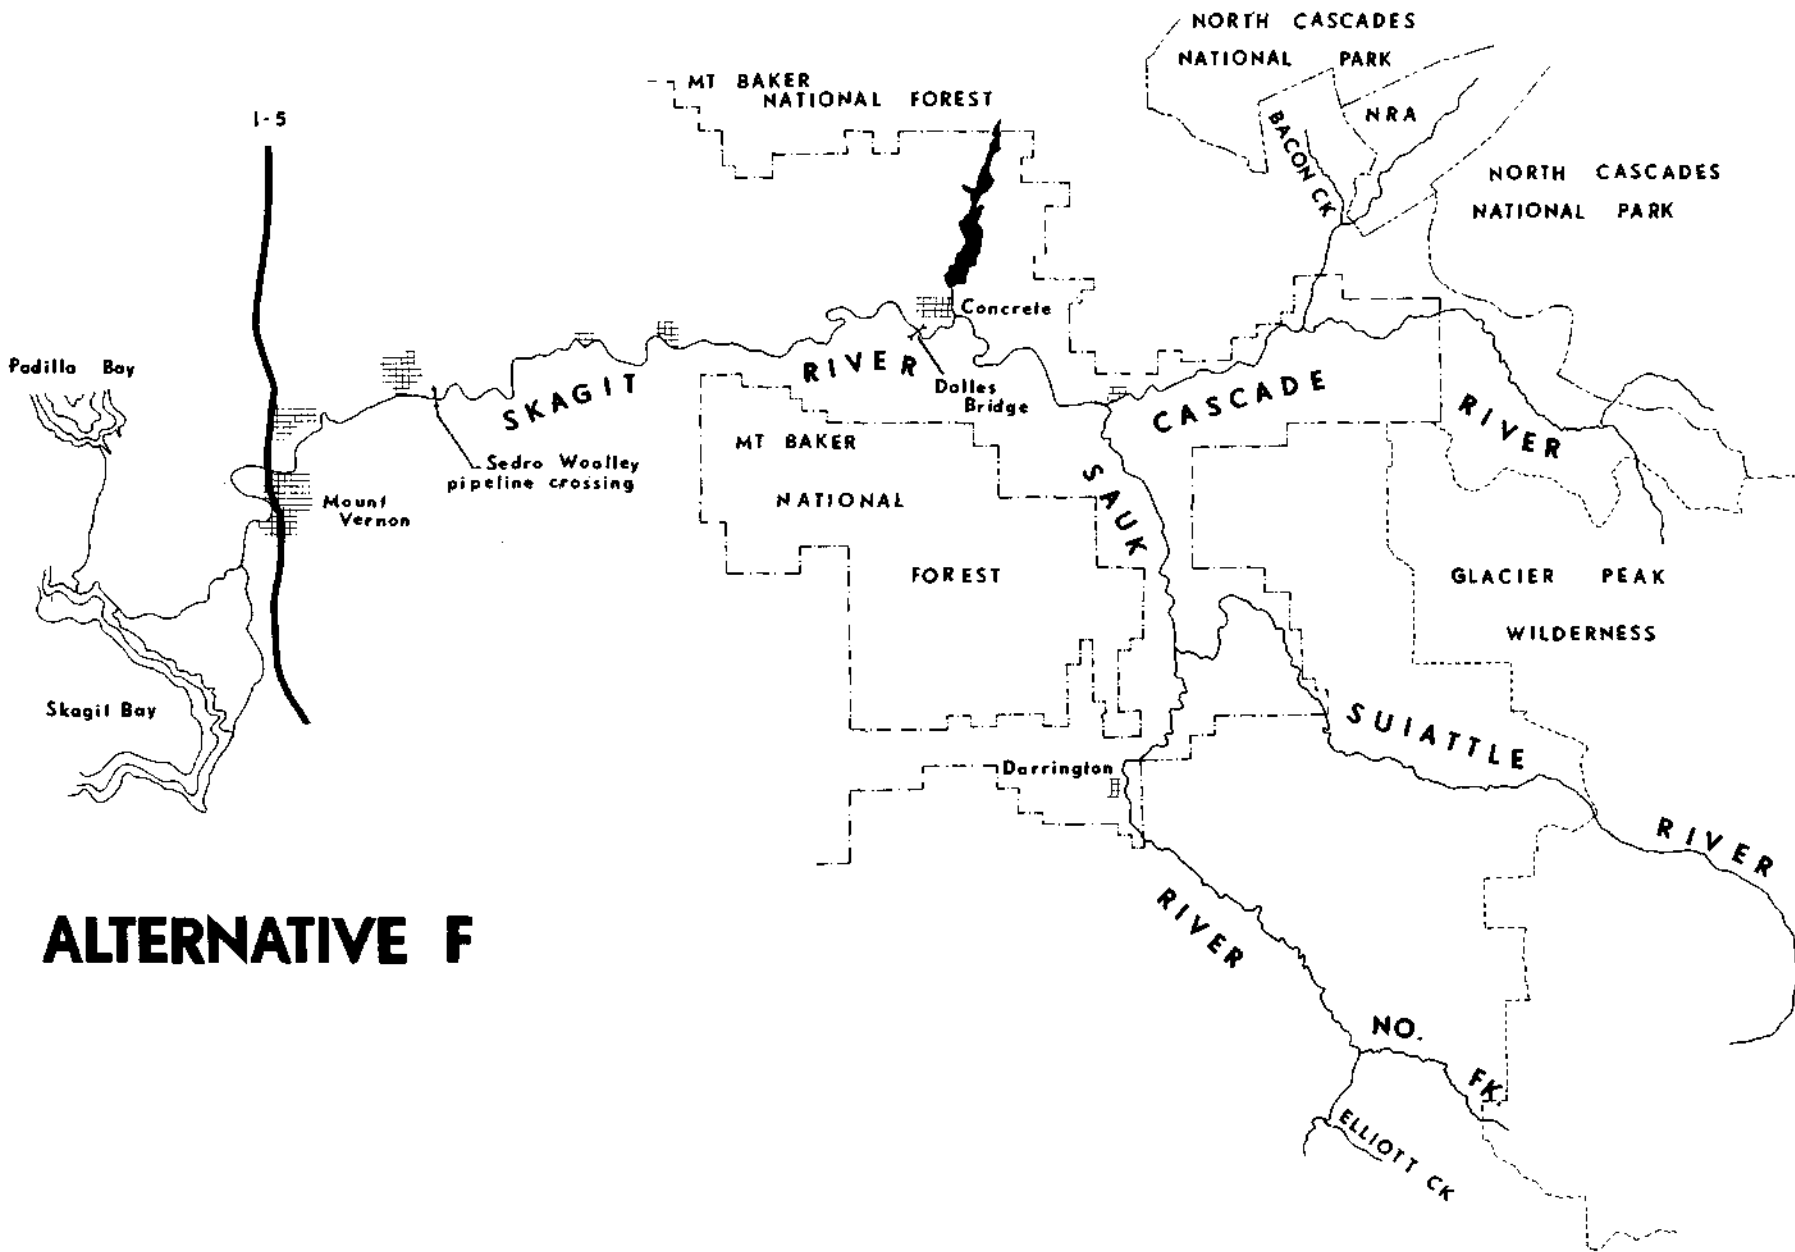 NORTH CASCADES
NATIONAL PARK
MT BAKER
NATIONAL FOREST
I-5
NRA
BACON CK
NORTH CASCADES
NATIONAL PARK
Concrete
Padilla Bay
SKAGIT RIVER
Dalles
Bridge
CASCADE RIVER
MT BAKER
NATIONAL
FOREST
Sedro Woolley
pipeline crossing
Mount
Vernon
SAUK
GLACIER PEAK
WILDERNESS
Skagit Bay
SUIATTLE RIVER
Darrington
RIVER
ALTERNATIVE F
NO. FK.
ELLIOTT CK